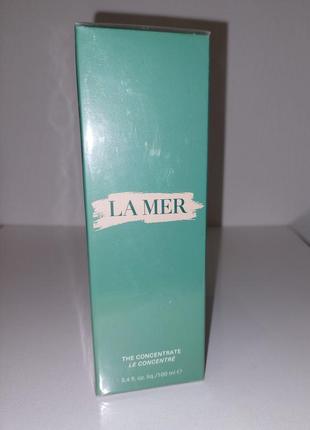 LA MER
THE CONCENTRATE
LE CONCENTRÉ
3.4 fl. oz. liq./100 ml ℮